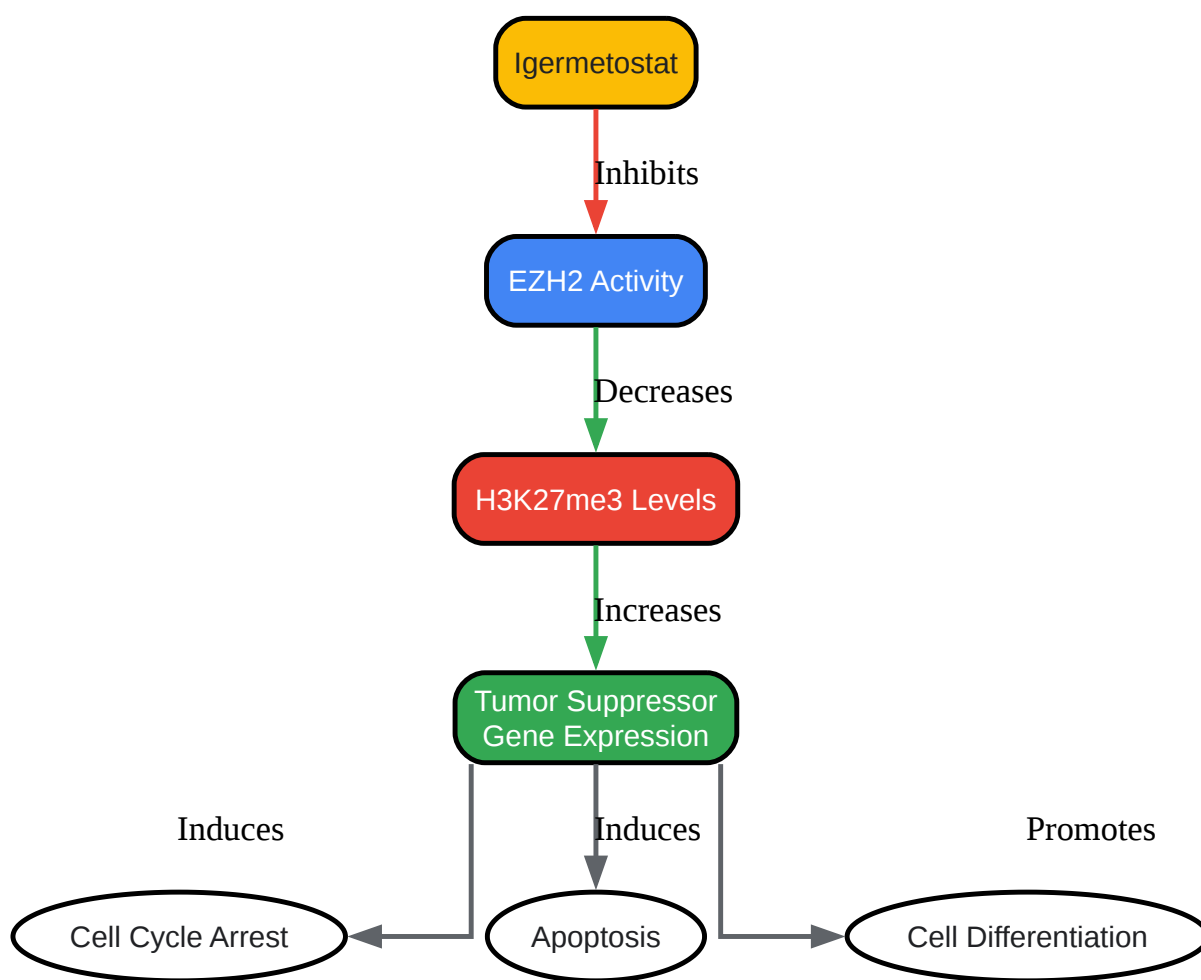 Igermetostat
Inhibits
EZH2 Activity
Decreases
H3K27me3 Levels
Increases
Tumor Suppressor
Gene Expression
Induces
Induces
Promotes
Cell Cycle Arrest
Apoptosis
Cell Differentiation